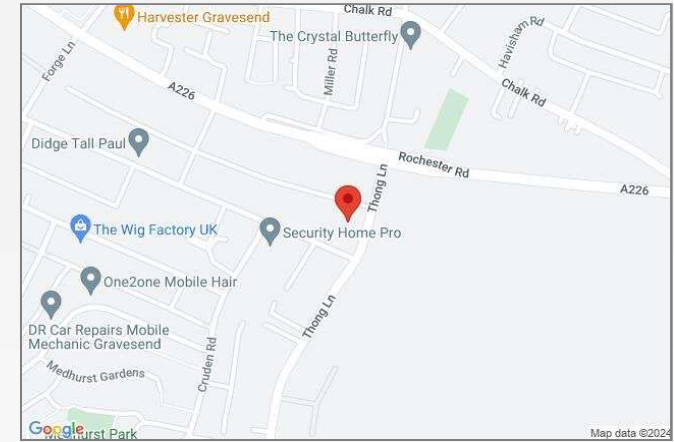 Harvester Gravesend
Chalk Rd
The Crystal Butterfly
Havisham Rd
Forge Ln
Miller Rd
A226
Chalk Rd
Didge Tall Paul
Rochester Rd
A226
Thong Ln
The Wig Factory UK
Security Home Pro
One2one Mobile Hair
DR Car Repairs Mobile
Mechanic Gravesend
Thong Ln
Cruden Rd
Medhurst Gardens
Google
Medhurst Park
Map data ©2024